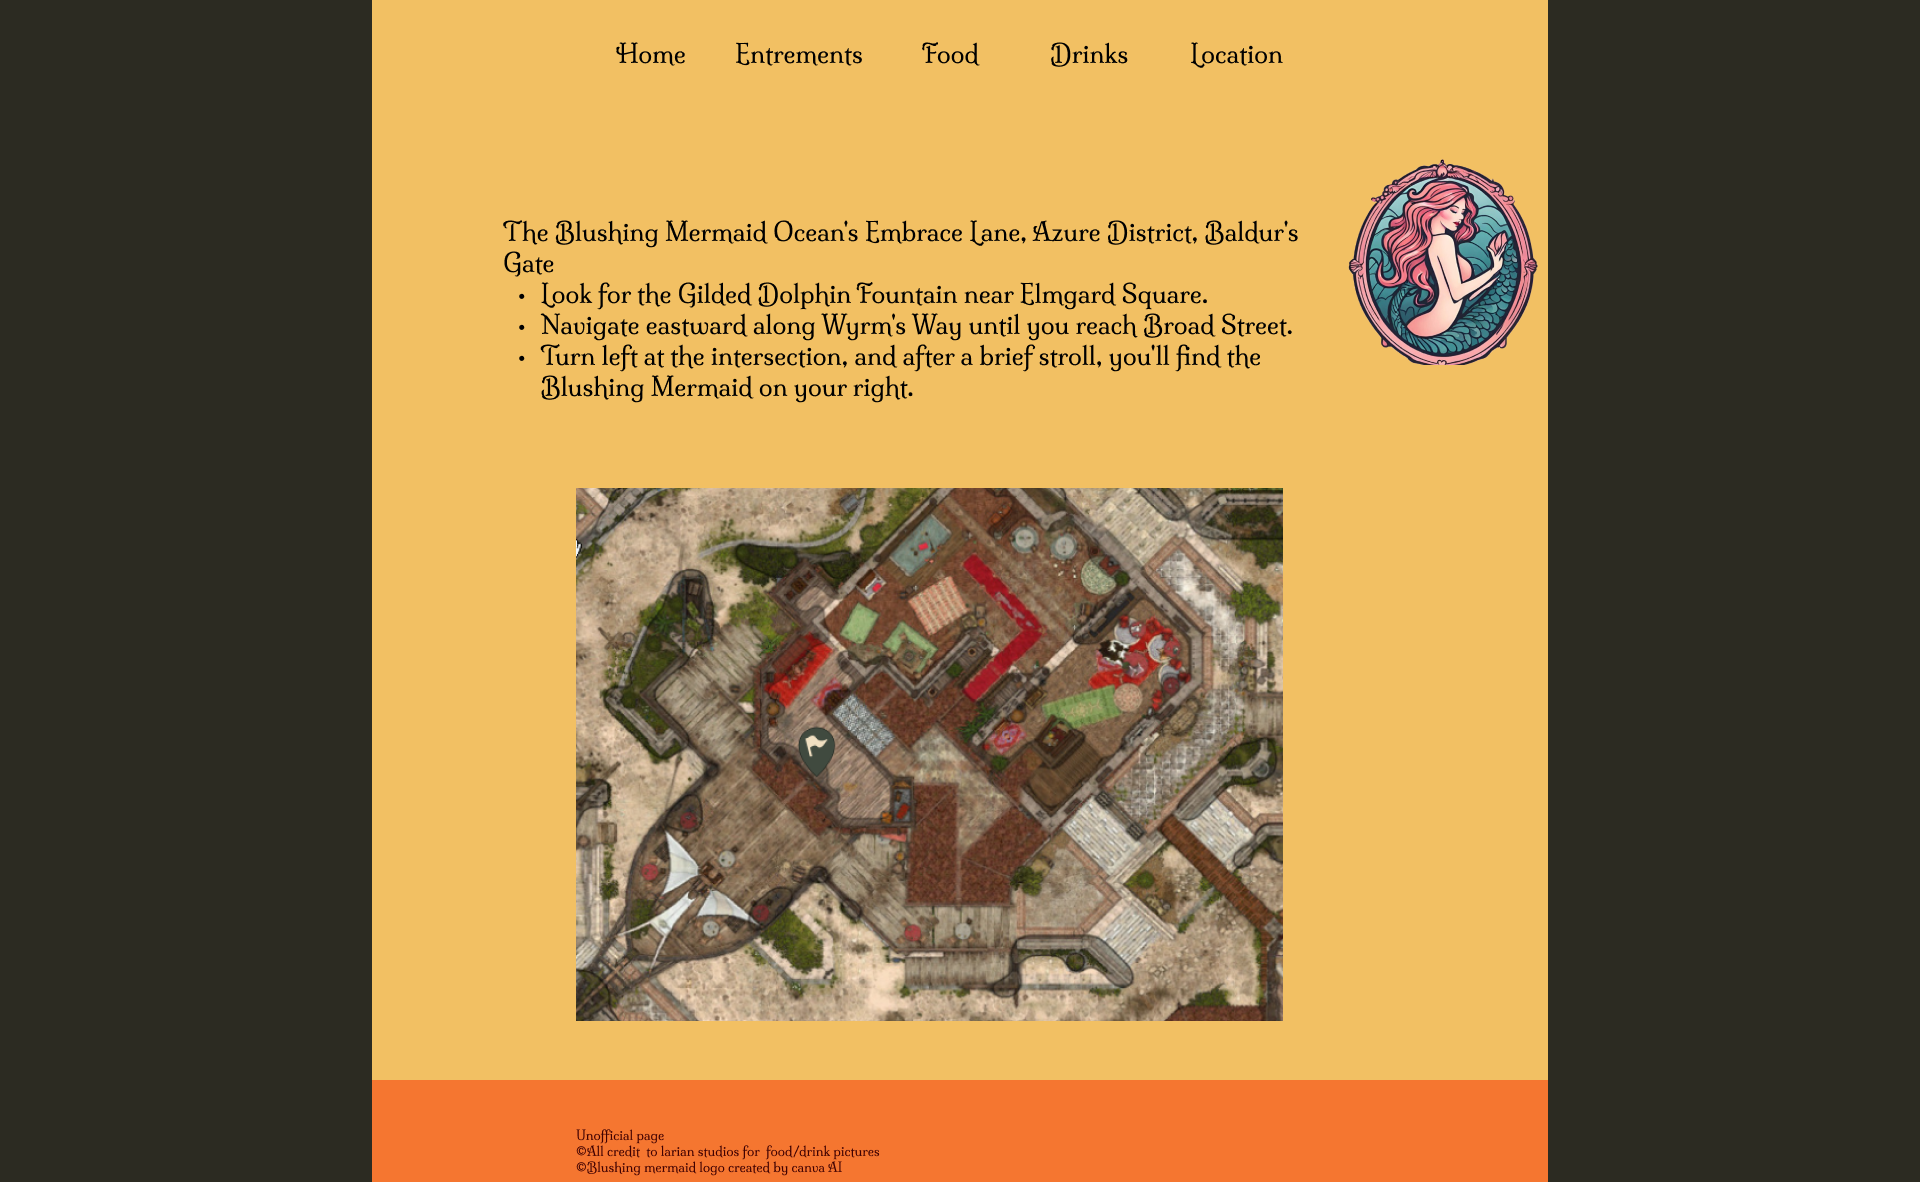 Home Entrements Food Drinks Location
The Blushing Mermaid Ocean's Embrace Lane, Azure District, Baldur's
Gate
• Look for the Gilded Dolphin Fountain near Elmgard Square.
• Navigate eastward along Wyrm's Way until you reach Broad Street.
• Turn left at the intersection, and after a brief stroll, you'll find the
Blushing Mermaid on your right.
Unofficial page
©All credit to larian studios for food/drink pictures
©Blushing mermaid logo created by canva AI